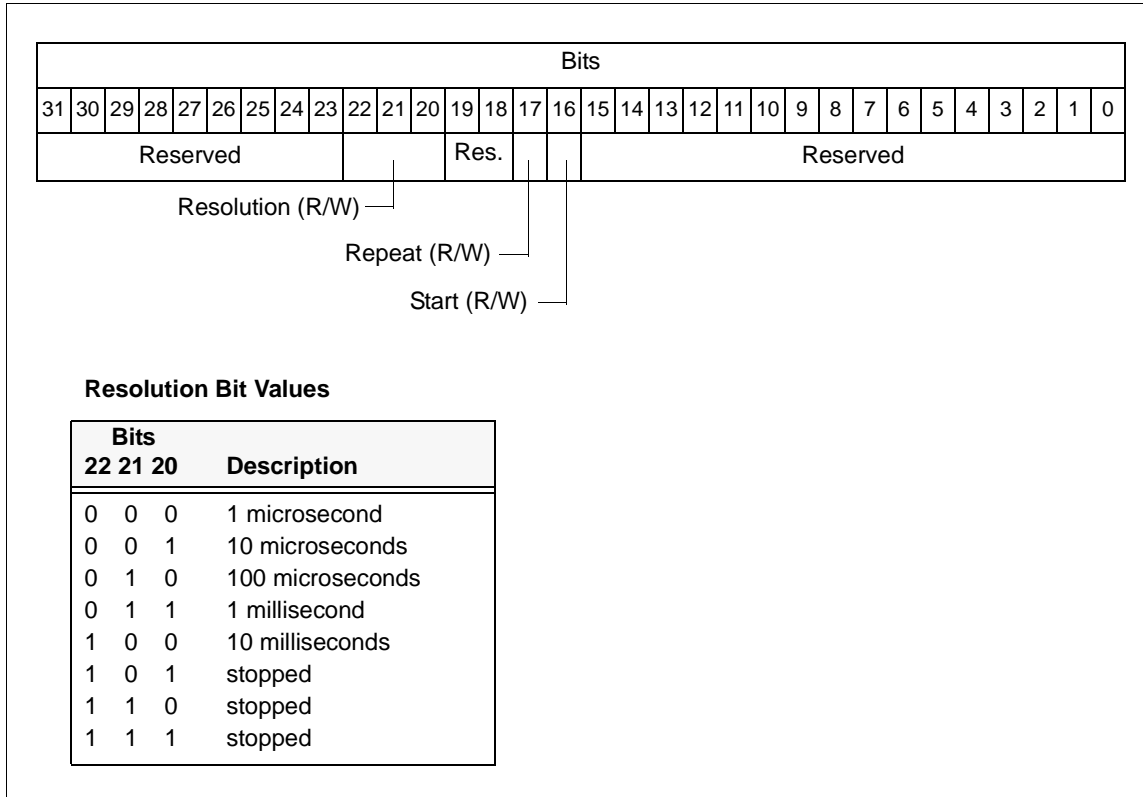 Bits
31 30 29 28 27 26 25 24 23 22 21 20 19 18 17 16 15 14 13 12 11 10 9 8 7 6 5 4 3 2 1 0
Reserved Res. Reserved
Resolution (R/W)
Repeat (R/W)
Start (R/W)
Resolution Bit Values
Bits
22 21 20 Description
0 0 0 1 microsecond
0 0 1 10 microseconds
0 1 0 100 microseconds
0 1 1 1 millisecond
1 0 0 10 milliseconds
1 0 1 stopped
1 1 0 stopped
1 1 1 stopped